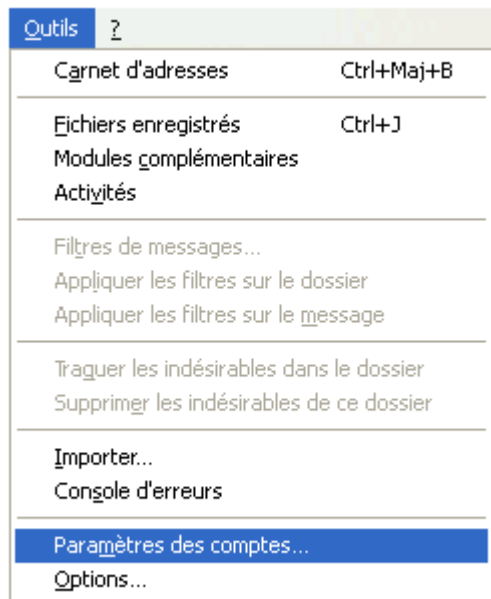 Outils ?
Carnet d'adresses Ctrl+Maj+B
Fichiers enregistrés Ctrl+J
Modules complémentaires
Activités
Filtres de messages...
Appliquer les filtres sur le dossier
Appliquer les filtres sur le message
Traquer les indésirables dans le dossier
Supprimer les indésirables de ce dossier
Importer...
Console d'erreurs
Paramètres des comptes...
Options...